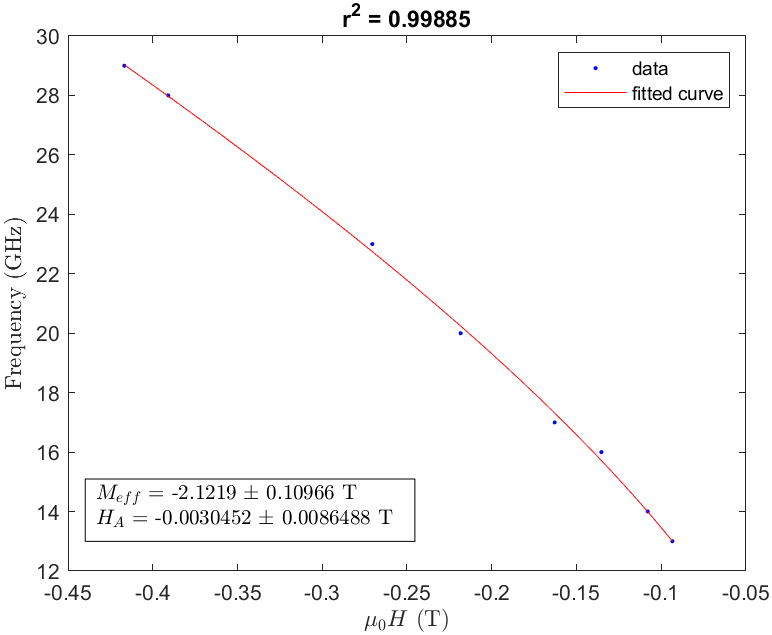 r² = 0.99885
data
fitted curve
30
28
26
24
22
20
18
16
14
12
Frequency (GHz)
M_eff = -2.1219 ± 0.10966 T
H_A = -0.0030452 ± 0.0086488 T
-0.45 -0.4 -0.35 -0.3 -0.25 -0.2 -0.15 -0.1 -0.05
μ₀H (T)